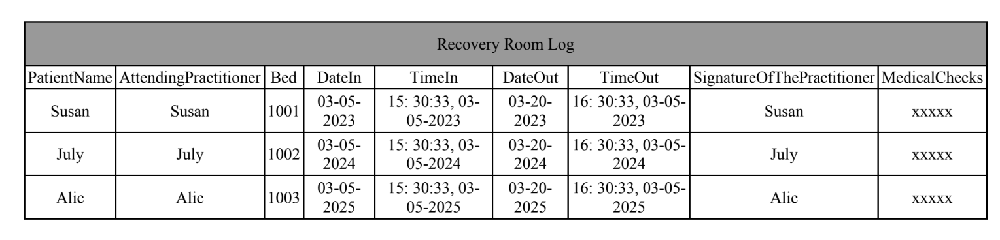 Recovery Room Log
PatientName AttendingPractitioner Bed DateIn TimeIn DateOut TimeOut SignatureOfThePractitioner MedicalChecks
Susan Susan 1001 03-05-2023 15: 30:33, 03-05-2023 03-20-2023 16: 30:33, 03-05-2023 Susan xxxxx
July July 1002 03-05-2024 15: 30:33, 03-05-2024 03-20-2024 16: 30:33, 03-05-2024 July xxxxx
Alic Alic 1003 03-05-2025 15: 30:33, 03-05-2025 03-20-2025 16: 30:33, 03-05-2025 Alic xxxxx